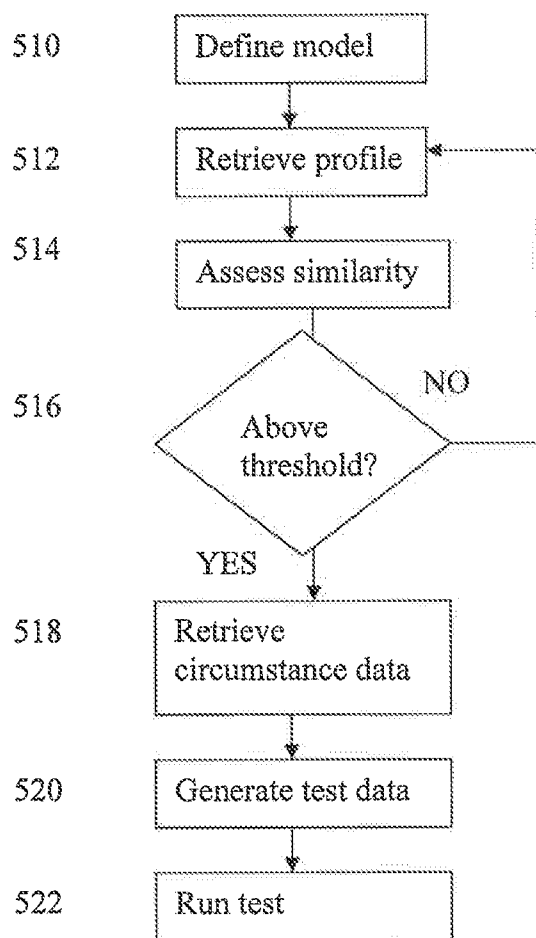 510
Define model
512
Retrieve profile
514
Assess similarity
NO
516
Above
threshold?
YES
518
Retrieve
circumstance data
520
Generate test data
522
Run test